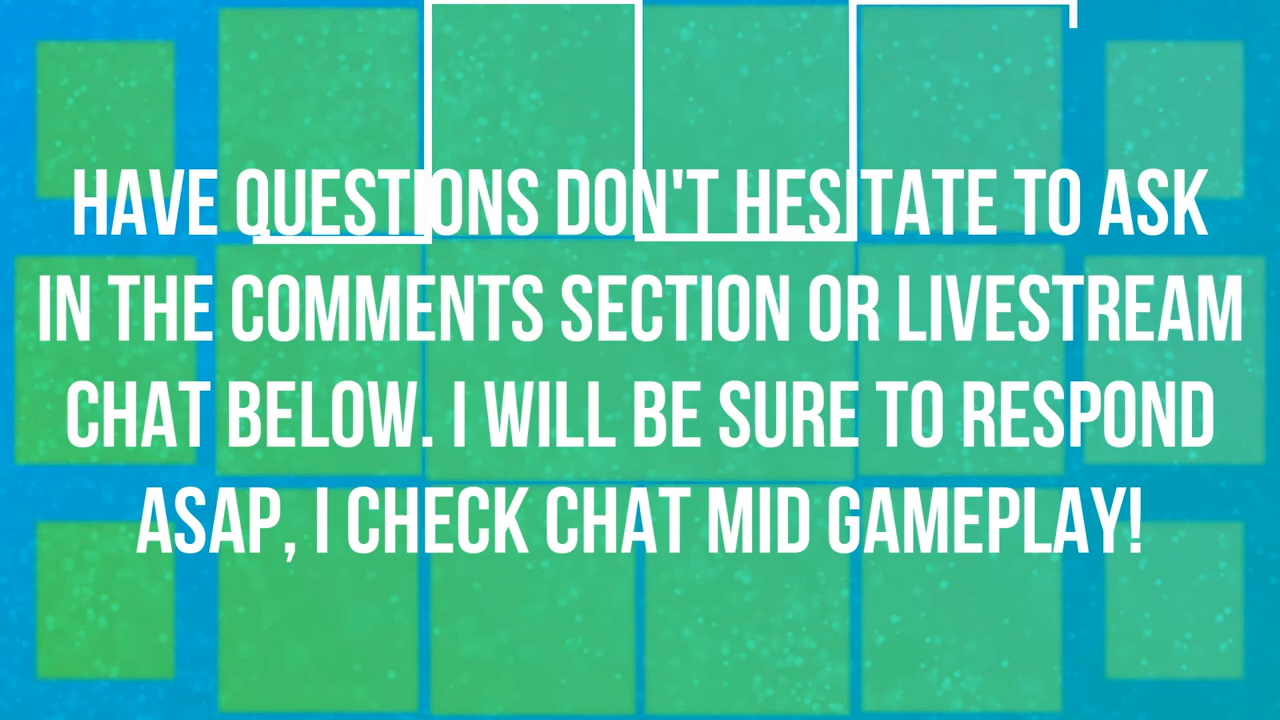 HAVE QUESTIONS DON'T HESITATE TO ASK
IN THE COMMENTS SECTION OR LIVESTREAM
CHAT BELOW. I WILL BE SURE TO RESPOND
ASAP, I CHECK CHAT MID GAMEPLAY!